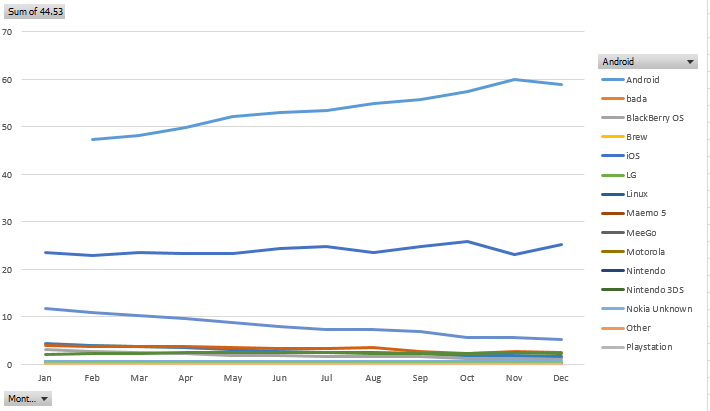 Sum of 44.53
70
60
50
40
30
20
10
0
Jan Feb Mar Apr May Jun Jul Aug Sep Oct Nov Dec
Mont...
Android
Android
bada
BlackBerry OS
Brew
iOS
LG
Linux
Maemo 5
MeeGo
Motorola
Nintendo
Nintendo 3DS
Nokia Unknown
Other
Playstation